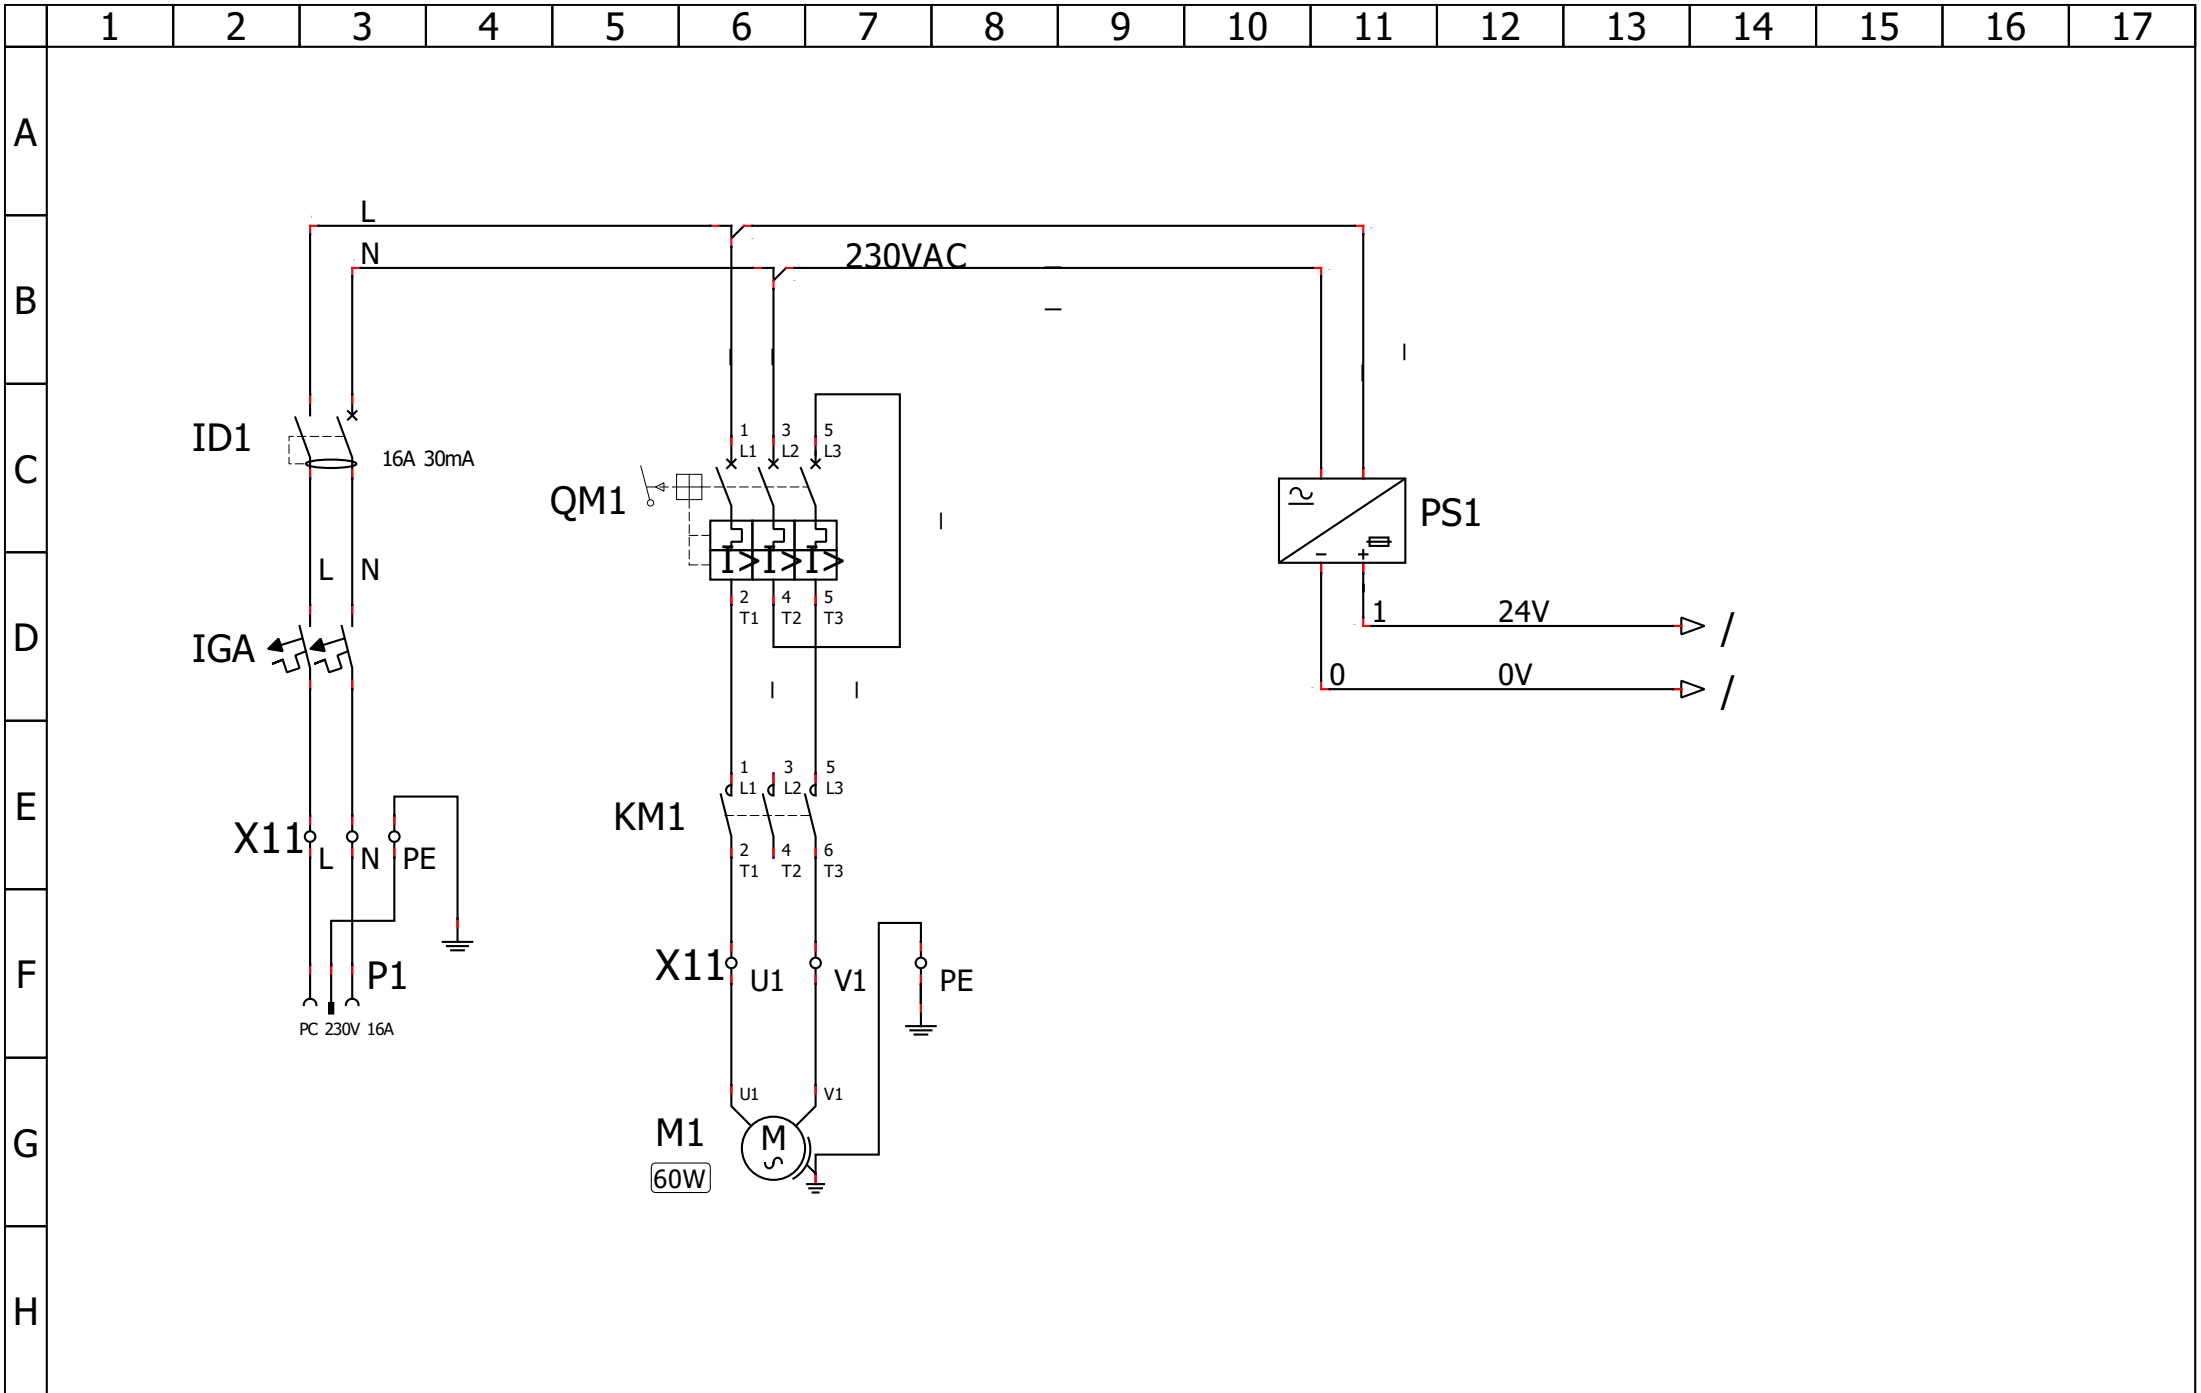 1 2 3 4 5 6 7 8 9 10 11 12 13 14 15 16 17
A
L
N
230VAC
B
1 3 5
L1 L2 L3
ID1
16A 30mA
C
QM1
PS1
I> I> I>
- +
L N
2 4 5
T1 T2 T3
1 24V
/
D
IGA
0 0V
/
1 3 5
L1 L2 L3
E
KM1
X11
L N PE
2 4 6
T1 T2 T3
F
P1
X11 U1 V1 PE
PC 230V 16A
U1 V1
M1
M
G
60W
H